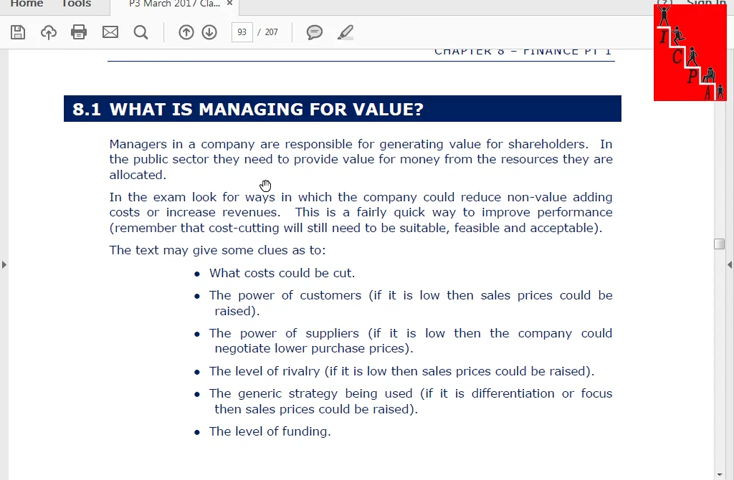 Home Tools P3 March 2017 Cla... × Sign In
93 / 207
CHAPTER 8 – FINANCE PT 1
I
C
P
A
8.1 WHAT IS MANAGING FOR VALUE?
Managers in a company are responsible for generating value for shareholders. In
the public sector they need to provide value for money from the resources they are
allocated.
In the exam look for ways in which the company could reduce non-value adding
costs or increase revenues. This is a fairly quick way to improve performance
(remember that cost-cutting will still need to be suitable, feasible and acceptable).
The text may give some clues as to:
• What costs could be cut.
• The power of customers (if it is low then sales prices could be
raised).
• The power of suppliers (if it is low then the company could
negotiate lower purchase prices).
• The level of rivalry (if it is low then sales prices could be raised).
• The generic strategy being used (if it is differentiation or focus
then sales prices could be raised).
• The level of funding.